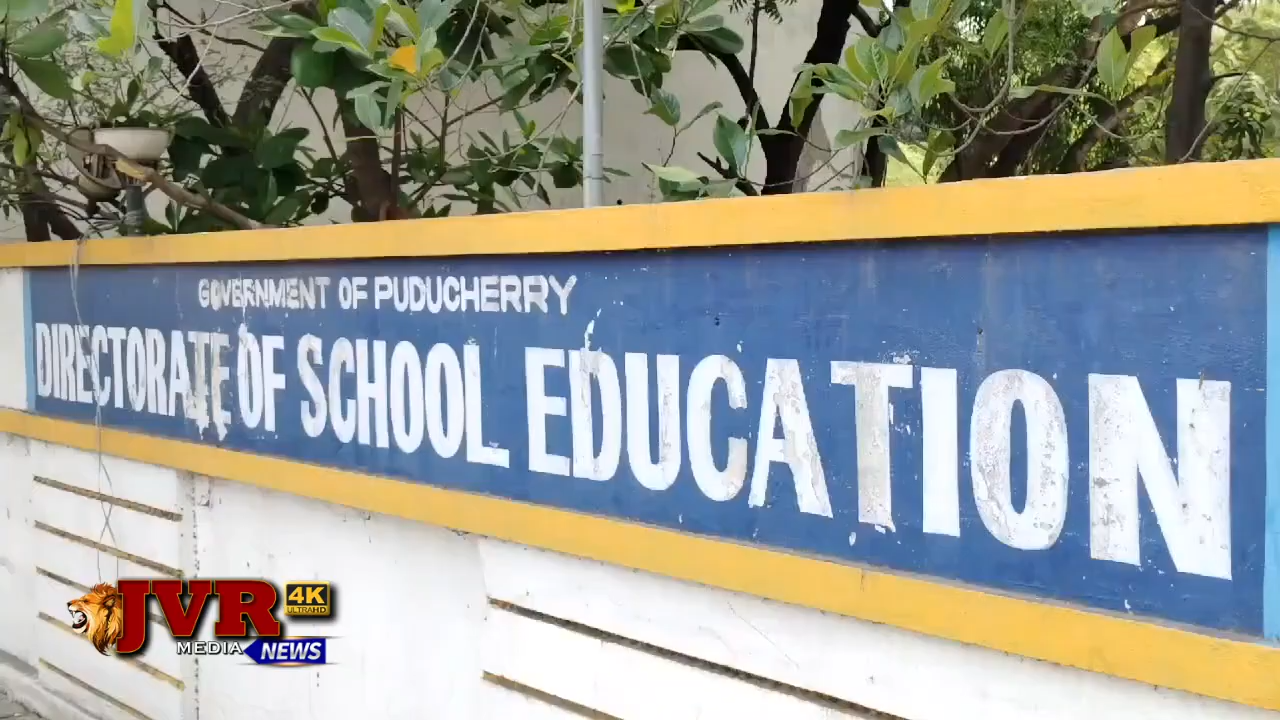 GOVERNMENT OF PUDUCHERRY
DIRECTORATE OF SCHOOL EDUCATION
JVR
4K
ULTRAHD
MEDIA
NEWS